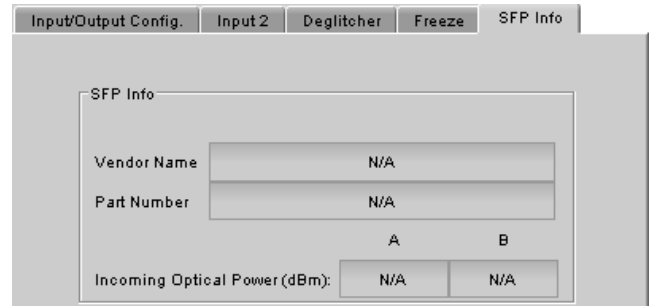 Input/Output Config. Input 2 Deglitcher Freeze SFP Info
SFP Info
Vendor Name N/A
Part Number N/A
A B
Incoming Optical Power (dBm): N/A N/A